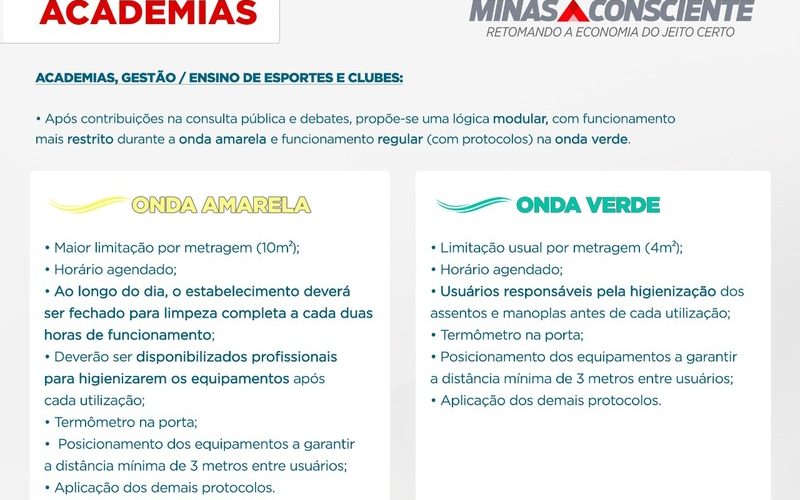 ACADEMIAS
MINAS CONSCIENTE
RETOMANDO A ECONOMIA DO JEITO CERTO
ACADEMIAS, GESTÃO / ENSINO DE ESPORTES E CLUBES:
• Após contribuições na consulta pública e debates, propõe-se uma lógica modular, com funcionamento
mais restrito durante a onda amarela e funcionamento regular (com protocolos) na onda verde.
ONDA AMARELA
• Maior limitação por metragem (10m²);
• Horário agendado;
• Ao longo do dia, o estabelecimento deverá
ser fechado para limpeza completa a cada duas
horas de funcionamento;
• Deverão ser disponibilizados profissionais
para higienizarem os equipamentos após
cada utilização;
• Termômetro na porta;
• Posicionamento dos equipamentos a garantir
a distância mínima de 3 metros entre usuários;
• Aplicação dos demais protocolos.
ONDA VERDE
• Limitação usual por metragem (4m²);
• Horário agendado;
• Usuários responsáveis pela higienização dos
assentos e manoplas antes de cada utilização;
• Termômetro na porta;
• Posicionamento dos equipamentos a garantir
a distância mínima de 3 metros entre usuários;
• Aplicação dos demais protocolos.